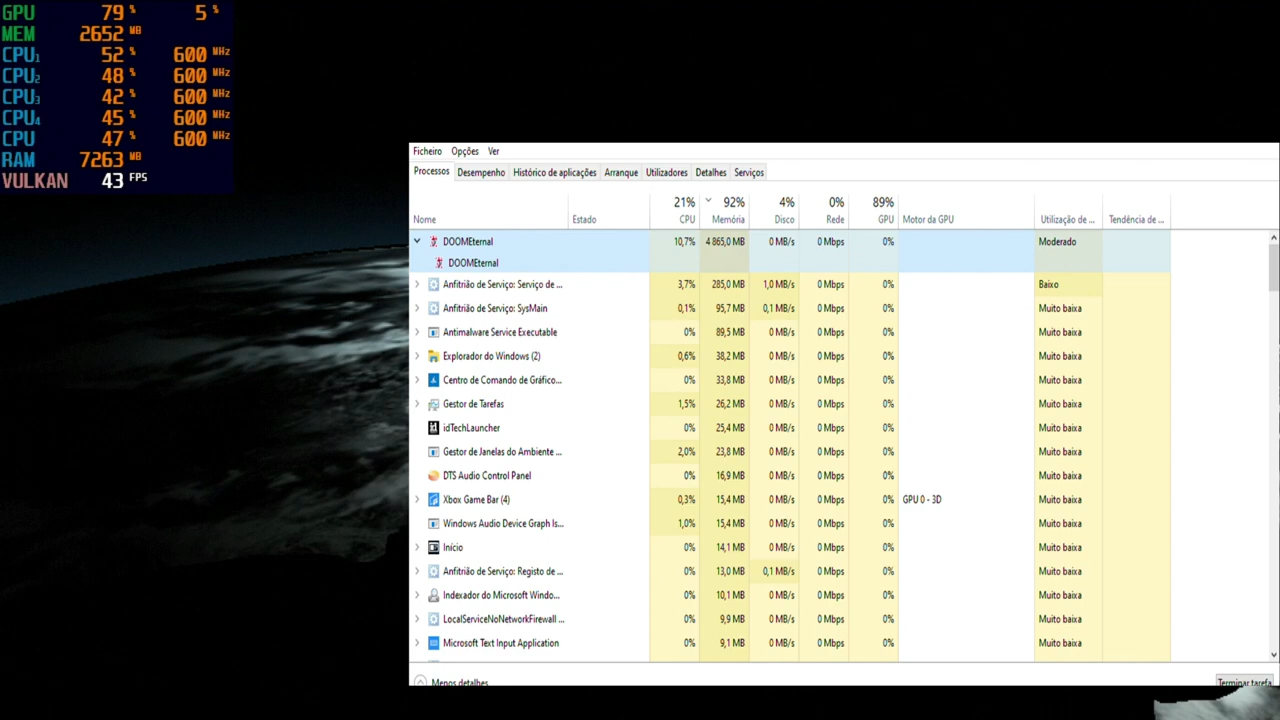 GPU 79 % 5 %
MEM 2652 MB
CPU1 52 % 600 MHz
CPU2 48 % 600 MHz
CPU3 42 % 600 MHz
CPU4 45 % 600 MHz
CPU 47 % 600 MHz
RAM 7263 MB
VULKAN 43 FPS
Ficheiro Opções Ver
Processos Desempenho Histórico de aplicações Arranque Utilizadores Detalhes Serviços
21% 92% 4% 0% 89%
Nome Estado CPU Memória Disco Rede GPU Motor da GPU Utilização de ... Tendência de ...
DOOMEternal 10,7% 4 865,0 MB 0 MB/s 0 Mbps 0% Moderado
DOOMEternal
Anfitrião de Serviço: Serviço de ... 3,7% 285,0 MB 1,0 MB/s 0 Mbps 0% Baixo
Anfitrião de Serviço: SysMain 0,1% 95,7 MB 0,1 MB/s 0 Mbps 0% Muito baixa
Antimalware Service Executable 0% 89,5 MB 0 MB/s 0 Mbps 0% Muito baixa
Explorador do Windows (2) 0,6% 38,2 MB 0 MB/s 0 Mbps 0% Muito baixa
Centro de Comando de Gráfico... 0% 33,8 MB 0 MB/s 0 Mbps 0% Muito baixa
Gestor de Tarefas 1,5% 26,2 MB 0 MB/s 0 Mbps 0% Muito baixa
idTechLauncher 0% 25,4 MB 0 MB/s 0 Mbps 0% Muito baixa
Gestor de Janelas do Ambiente ... 2,0% 23,8 MB 0 MB/s 0 Mbps 0% Muito baixa
DTS Audio Control Panel 0% 16,9 MB 0 MB/s 0 Mbps 0% Muito baixa
Xbox Game Bar (4) 0,3% 15,4 MB 0 MB/s 0 Mbps 0% GPU 0 - 3D Muito baixa
Windows Audio Device Graph Is... 1,0% 15,4 MB 0 MB/s 0 Mbps 0% Muito baixa
Início 0% 14,1 MB 0 MB/s 0 Mbps 0% Muito baixa
Anfitrião de Serviço: Registo de ... 0% 13,0 MB 0,1 MB/s 0 Mbps 0% Muito baixa
Indexador do Microsoft Windo... 0% 10,1 MB 0 MB/s 0 Mbps 0% Muito baixa
LocalServiceNoNetworkFirewall ... 0% 9,9 MB 0 MB/s 0 Mbps 0% Muito baixa
Microsoft Text Input Application 0% 9,1 MB 0 MB/s 0 Mbps 0% Muito baixa
Menos detalhes Terminar tarefa